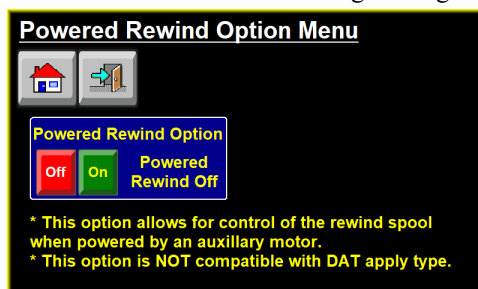 Powered Rewind Option Menu
Powered Rewind Option
Off On Powered
Rewind Off
* This option allows for control of the rewind spool
when powered by an auxillary motor.
* This option is NOT compatible with DAT apply type.